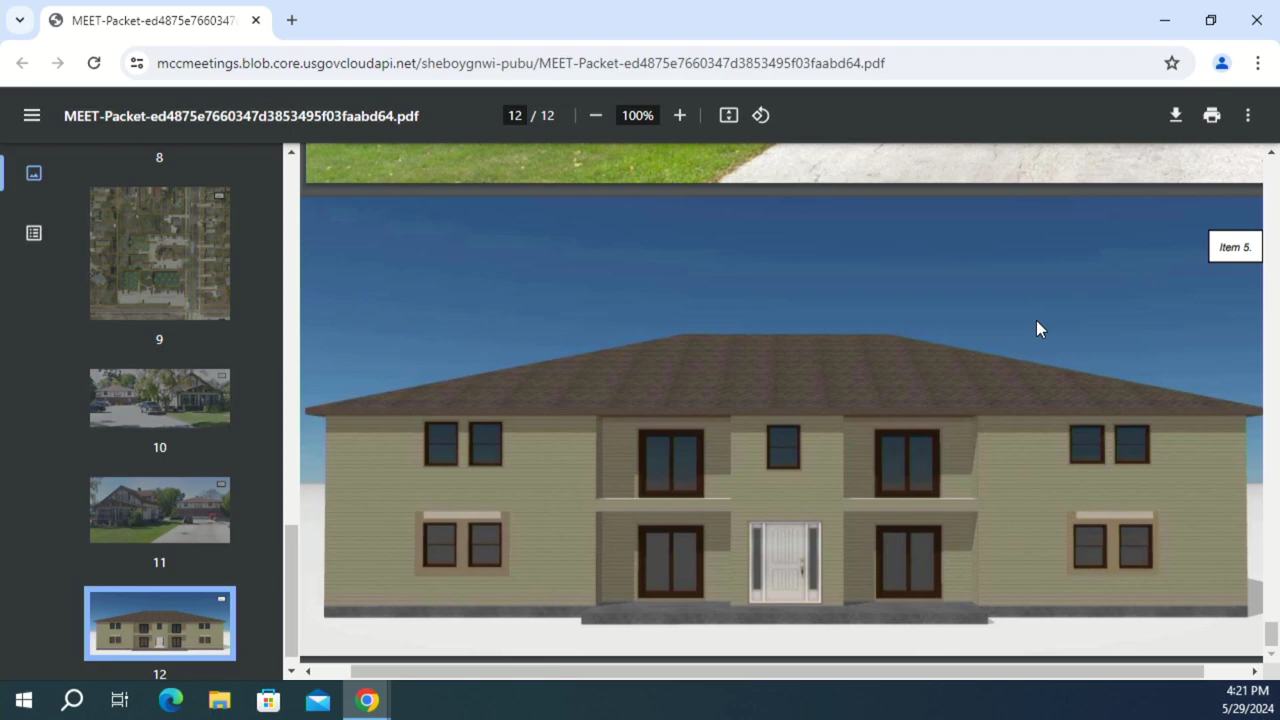 MEET-Packet-ed4875e7660347
mccmeetings.blob.core.usgovcloudapi.net/sheboygnwi-pubu/MEET-Packet-ed4875e7660347d3853495f03faabd64.pdf
MEET-Packet-ed4875e7660347d3853495f03faabd64.pdf
12 / 12
100%
8
9
10
11
12
Item 5.
4:21 PM
5/29/2024